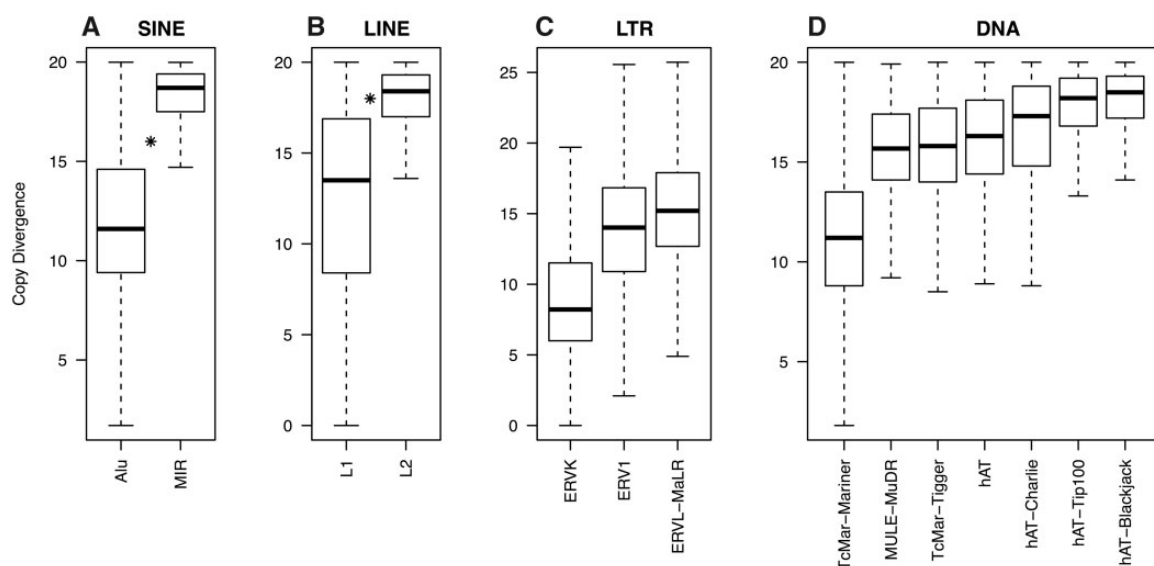 A SINE
Copy Divergence
20
15
10
5
Alu
MIR
*
B LINE
20
15
10
5
0
L1
L2
*
C LTR
25
20
15
10
5
0
ERVK
ERV1
ERVL−MaLR
D DNA
20
15
10
5
TcMar−Mariner
MULE−MuDR
TcMar−Tigger
hAT
hAT−Charlie
hAT−Tip100
hAT−Blackjack